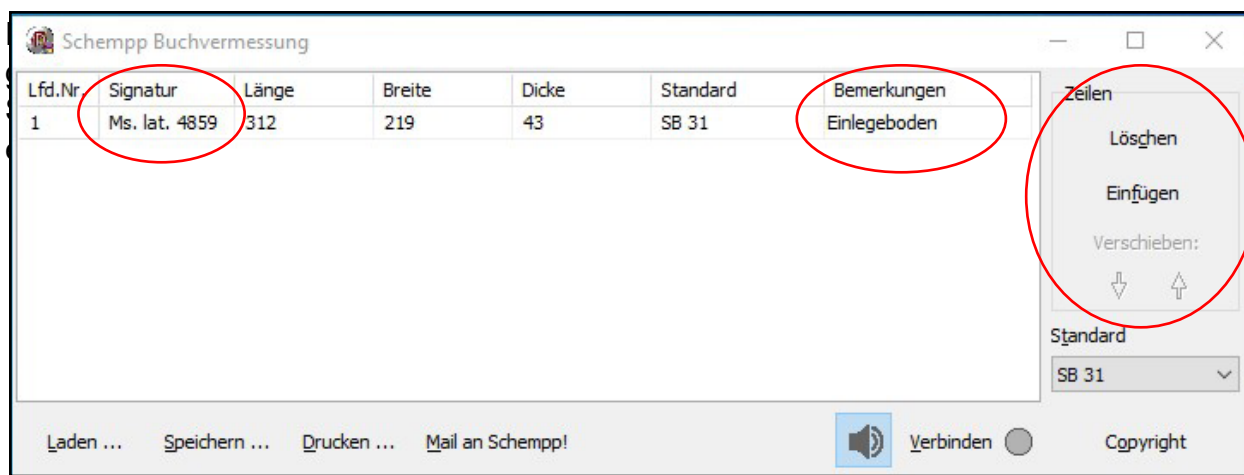 Schempp Buchvermessung
Lfd.Nr. Signatur Länge Breite Dicke Standard Bemerkungen
1 Ms. lat. 4859 312 219 43 SB 31 Einlegeboden
Zeilen
Löschen
Einfügen
Verschieben:
Standard
SB 31
Laden ... Speichern ... Drucken ... Mail an Schempp! Verbinden Copyright